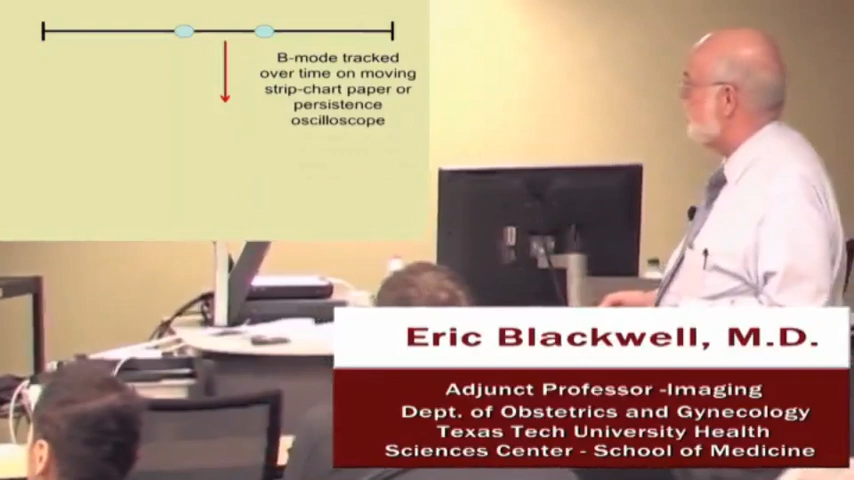 B-mode tracked
over time on moving
strip-chart paper or
persistence
oscilloscope
Eric Blackwell, M.D.
Adjunct Professor -Imaging
Dept. of Obstetrics and Gynecology
Texas Tech University Health
Sciences Center - School of Medicine